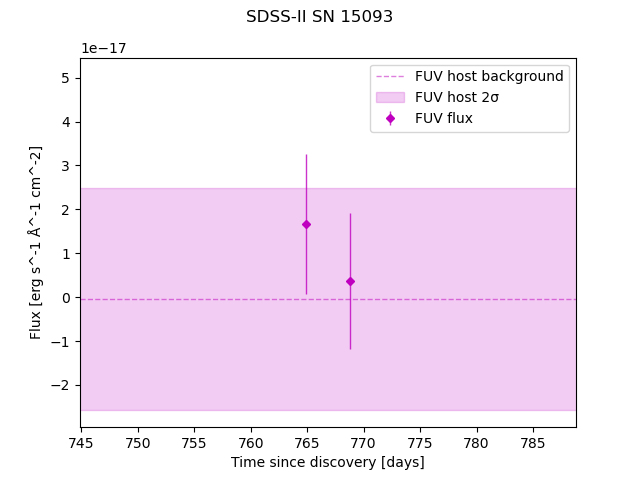 SDSS-II SN 15093
1e−17
FUV host background
FUV host 2σ
FUV flux
5
4
3
2
1
0
−1
−2
Flux [erg s^-1 Å^-1 cm^-2]
745 750 755 760 765 770 775 780 785
Time since discovery [days]